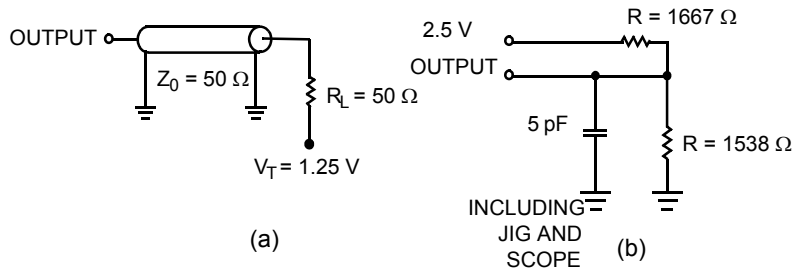 OUTPUT
Z0 = 50 Ω
RL = 50 Ω
VT = 1.25 V
(a)
R = 1667 Ω
2.5 V
OUTPUT
5 pF
R = 1538 Ω
INCLUDING
JIG AND
SCOPE
(b)